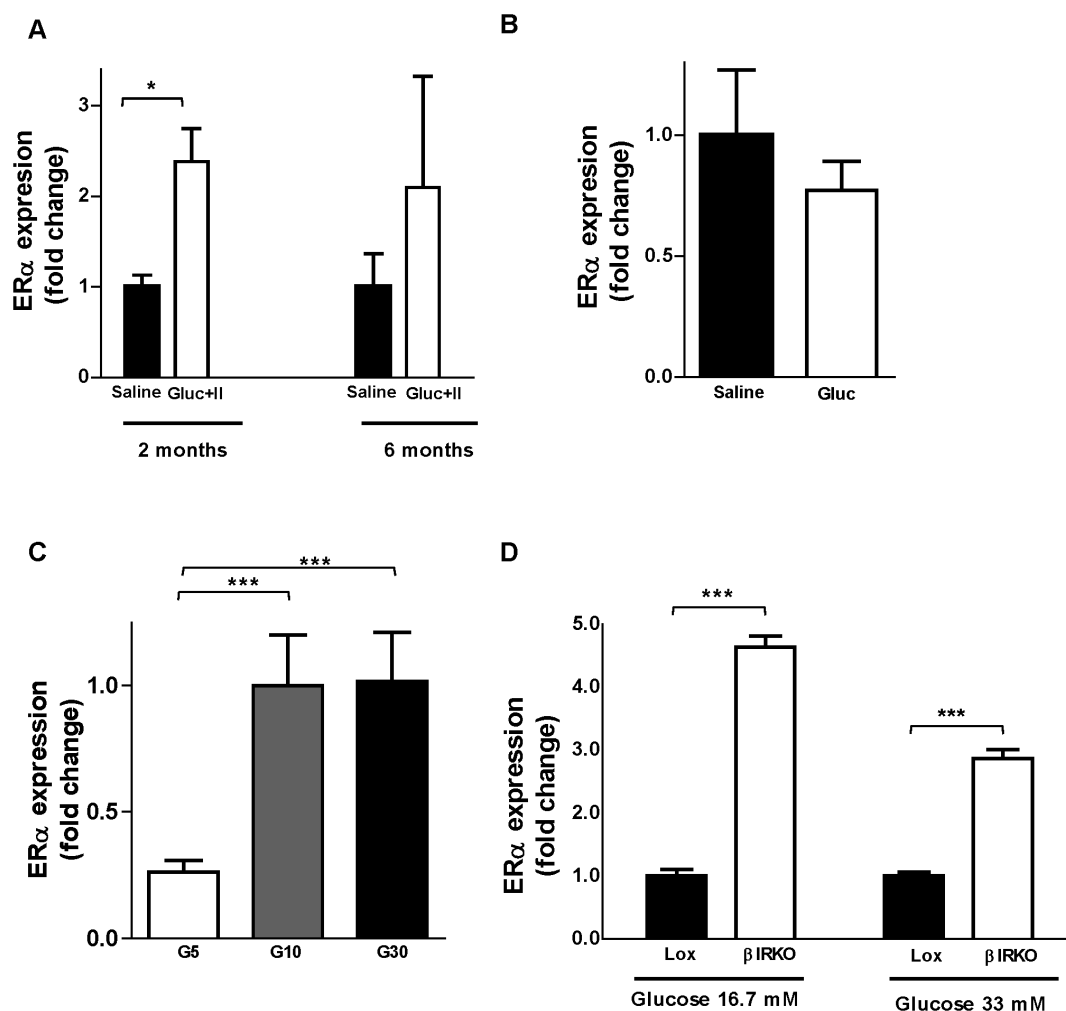 A
ERα expresion
(fold change)
3
2
1
0
*
Saline Gluc+II
Saline Gluc+II
2 months
6 months
B
ERα expresion
(fold change)
1.0
0.5
0.0
Saline
Gluc
C
ERα expression
(fold change)
1.0
0.5
0.0
***
***
G5
G10
G30
D
ERα expression
(fold change)
5.0
4.0
3.0
2.0
1.0
0.0
***
***
Lox
β IRKO
Lox
β IRKO
Glucose 16.7 mM
Glucose 33 mM